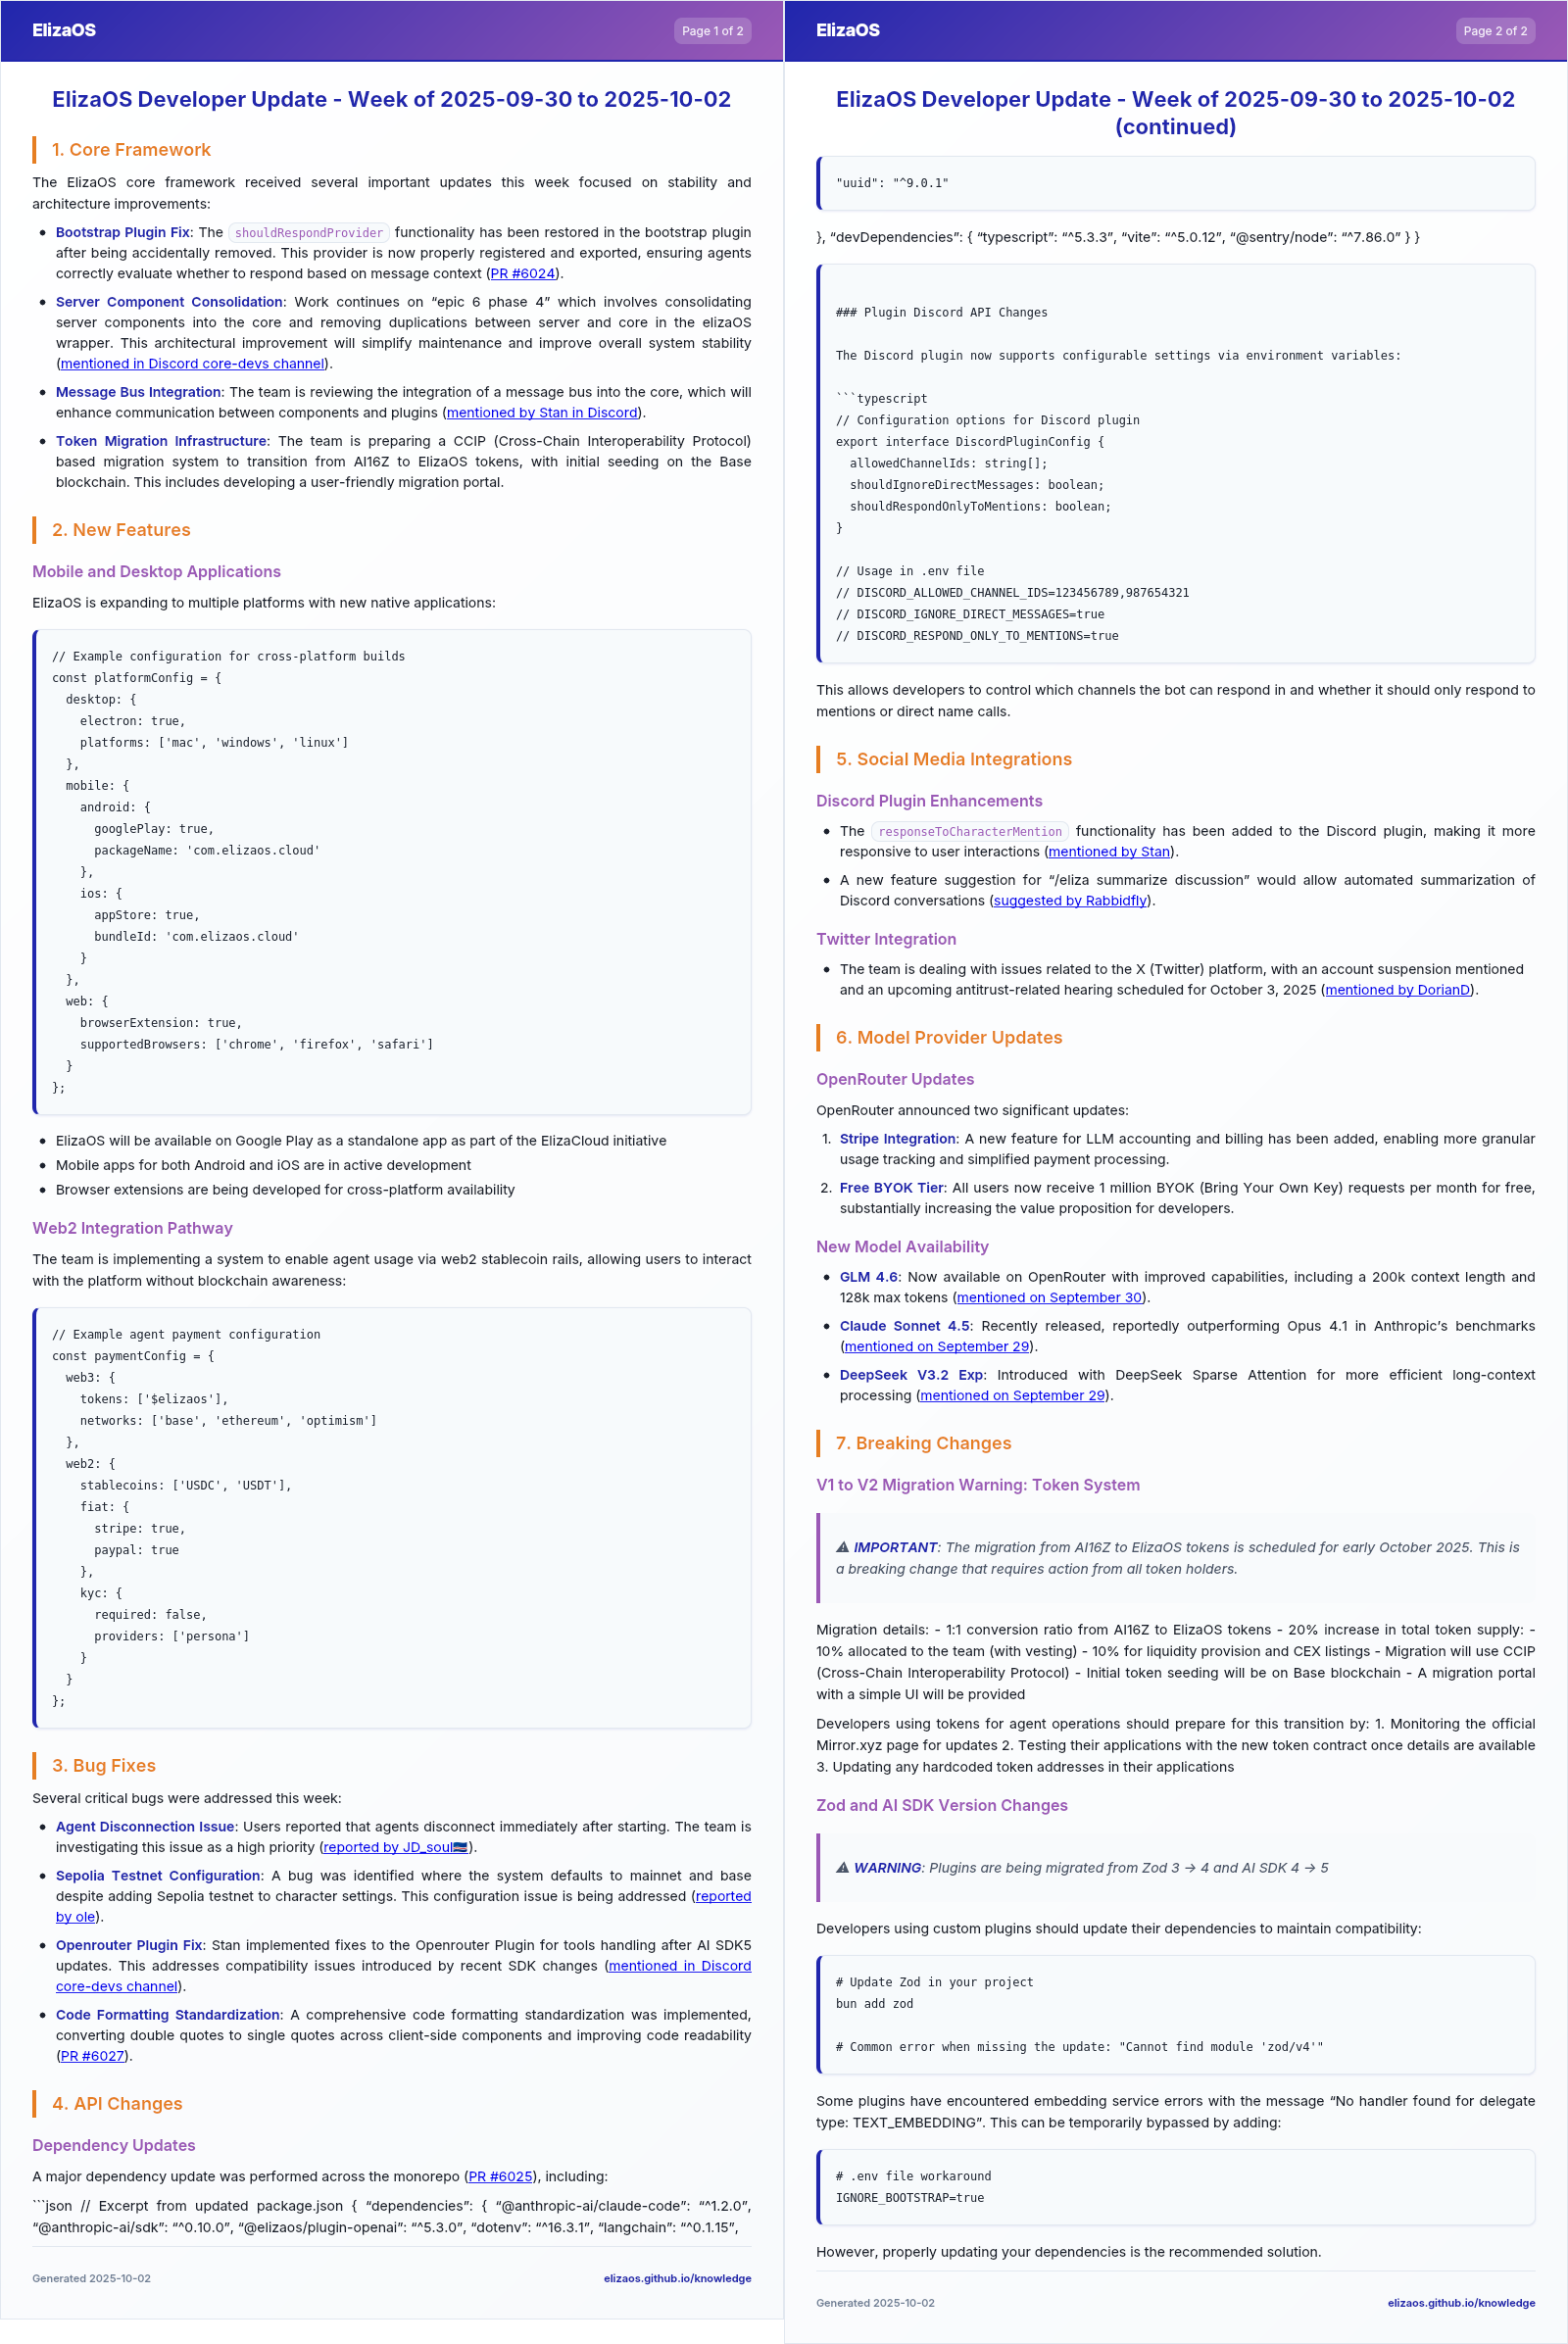 ElizaOS
Page 1 of 2
ElizaOS Developer Update - Week of 2025-09-30 to 2025-10-02
1. Core Framework
The ElizaOS core framework received several important updates this week focused on stability and
architecture improvements:
• Bootstrap Plugin Fix: The shouldRespondProvider functionality has been restored in the bootstrap plugin
after being accidentally removed. This provider is now properly registered and exported, ensuring agents
correctly evaluate whether to respond based on message context (PR #6024).
• Server Component Consolidation: Work continues on “epic 6 phase 4” which involves consolidating
server components into the core and removing duplications between server and core in the elizaOS
wrapper. This architectural improvement will simplify maintenance and improve overall system stability
(mentioned in Discord core-devs channel).
• Message Bus Integration: The team is reviewing the integration of a message bus into the core, which will
enhance communication between components and plugins (mentioned by Stan in Discord).
• Token Migration Infrastructure: The team is preparing a CCIP (Cross-Chain Interoperability Protocol)
based migration system to transition from AI16Z to ElizaOS tokens, with initial seeding on the Base
blockchain. This includes developing a user-friendly migration portal.
2. New Features
Mobile and Desktop Applications
ElizaOS is expanding to multiple platforms with new native applications:
// Example configuration for cross-platform builds
const platformConfig = {
  desktop: {
    electron: true,
    platforms: ['mac', 'windows', 'linux']
  },
  mobile: {
    android: {
      googlePlay: true,
      packageName: 'com.elizaos.cloud'
    },
    ios: {
      appStore: true,
      bundleId: 'com.elizaos.cloud'
    }
  },
  web: {
    browserExtension: true,
    supportedBrowsers: ['chrome', 'firefox', 'safari']
  }
};
• ElizaOS will be available on Google Play as a standalone app as part of the ElizaCloud initiative
• Mobile apps for both Android and iOS are in active development
• Browser extensions are being developed for cross-platform availability
Web2 Integration Pathway
The team is implementing a system to enable agent usage via web2 stablecoin rails, allowing users to interact
with the platform without blockchain awareness:
// Example agent payment configuration
const paymentConfig = {
  web3: {
    tokens: ['$elizaos'],
    networks: ['base', 'ethereum', 'optimism']
  },
  web2: {
    stablecoins: ['USDC', 'USDT'],
    fiat: {
      stripe: true,
      paypal: true
    },
    kyc: {
      required: false,
      providers: ['persona']
    }
  }
};
3. Bug Fixes
Several critical bugs were addressed this week:
• Agent Disconnection Issue: Users reported that agents disconnect immediately after starting. The team is
investigating this issue as a high priority (reported by JD_soul).
• Sepolia Testnet Configuration: A bug was identified where the system defaults to mainnet and base
despite adding Sepolia testnet to character settings. This configuration issue is being addressed (reported
by ole).
• Openrouter Plugin Fix: Stan implemented fixes to the Openrouter Plugin for tools handling after AI SDK5
updates. This addresses compatibility issues introduced by recent SDK changes (mentioned in Discord
core-devs channel).
• Code Formatting Standardization: A comprehensive code formatting standardization was implemented,
converting double quotes to single quotes across client-side components and improving code readability
(PR #6027).
4. API Changes
Dependency Updates
A major dependency update was performed across the monorepo (PR #6025), including:
```json // Excerpt from updated package.json { “dependencies”: { “@anthropic-ai/claude-code”: “^1.2.0”,
“@anthropic-ai/sdk”: “^0.10.0”, “@elizaos/plugin-openai”: “^5.3.0”, “dotenv”: “^16.3.1”, “langchain”: “^0.1.15”,
Generated 2025-10-02
elizaos.github.io/knowledge
ElizaOS
Page 2 of 2
ElizaOS Developer Update - Week of 2025-09-30 to 2025-10-02
(continued)
"uuid": "^9.0.1"
}, “devDependencies”: { “typescript”: “^5.3.3”, “vite”: “^5.0.12”, “@sentry/node”: “^7.86.0” } }
### Plugin Discord API Changes
The Discord plugin now supports configurable settings via environment variables:
```typescript
// Configuration options for Discord plugin
export interface DiscordPluginConfig {
  allowedChannelIds: string[];
  shouldIgnoreDirectMessages: boolean;
  shouldRespondOnlyToMentions: boolean;
}
// Usage in .env file
// DISCORD_ALLOWED_CHANNEL_IDS=123456789,987654321
// DISCORD_IGNORE_DIRECT_MESSAGES=true
// DISCORD_RESPOND_ONLY_TO_MENTIONS=true
This allows developers to control which channels the bot can respond in and whether it should only respond to
mentions or direct name calls.
5. Social Media Integrations
Discord Plugin Enhancements
• The responseToCharacterMention functionality has been added to the Discord plugin, making it more
responsive to user interactions (mentioned by Stan).
• A new feature suggestion for “/eliza summarize discussion” would allow automated summarization of
Discord conversations (suggested by Rabbidfly).
Twitter Integration
• The team is dealing with issues related to the X (Twitter) platform, with an account suspension mentioned
and an upcoming antitrust-related hearing scheduled for October 3, 2025 (mentioned by DorianD).
6. Model Provider Updates
OpenRouter Updates
OpenRouter announced two significant updates:
1. Stripe Integration: A new feature for LLM accounting and billing has been added, enabling more granular
usage tracking and simplified payment processing.
2. Free BYOK Tier: All users now receive 1 million BYOK (Bring Your Own Key) requests per month for free,
substantially increasing the value proposition for developers.
New Model Availability
• GLM 4.6: Now available on OpenRouter with improved capabilities, including a 200k context length and
128k max tokens (mentioned on September 30).
• Claude Sonnet 4.5: Recently released, reportedly outperforming Opus 4.1 in Anthropic’s benchmarks
(mentioned on September 29).
• DeepSeek V3.2 Exp: Introduced with DeepSeek Sparse Attention for more efficient long-context
processing (mentioned on September 29).
7. Breaking Changes
V1 to V2 Migration Warning: Token System
⚠ IMPORTANT: The migration from AI16Z to ElizaOS tokens is scheduled for early October 2025. This is
a breaking change that requires action from all token holders.
Migration details: - 1:1 conversion ratio from AI16Z to ElizaOS tokens - 20% increase in total token supply: -
10% allocated to the team (with vesting) - 10% for liquidity provision and CEX listings - Migration will use CCIP
(Cross-Chain Interoperability Protocol) - Initial token seeding will be on Base blockchain - A migration portal
with a simple UI will be provided
Developers using tokens for agent operations should prepare for this transition by: 1. Monitoring the official
Mirror.xyz page for updates 2. Testing their applications with the new token contract once details are available
3. Updating any hardcoded token addresses in their applications
Zod and AI SDK Version Changes
⚠ WARNING: Plugins are being migrated from Zod 3 → 4 and AI SDK 4 → 5
Developers using custom plugins should update their dependencies to maintain compatibility:
# Update Zod in your project
bun add zod
# Common error when missing the update: "Cannot find module 'zod/v4'"
Some plugins have encountered embedding service errors with the message “No handler found for delegate
type: TEXT_EMBEDDING”. This can be temporarily bypassed by adding:
# .env file workaround
IGNORE_BOOTSTRAP=true
However, properly updating your dependencies is the recommended solution.
Generated 2025-10-02
elizaos.github.io/knowledge